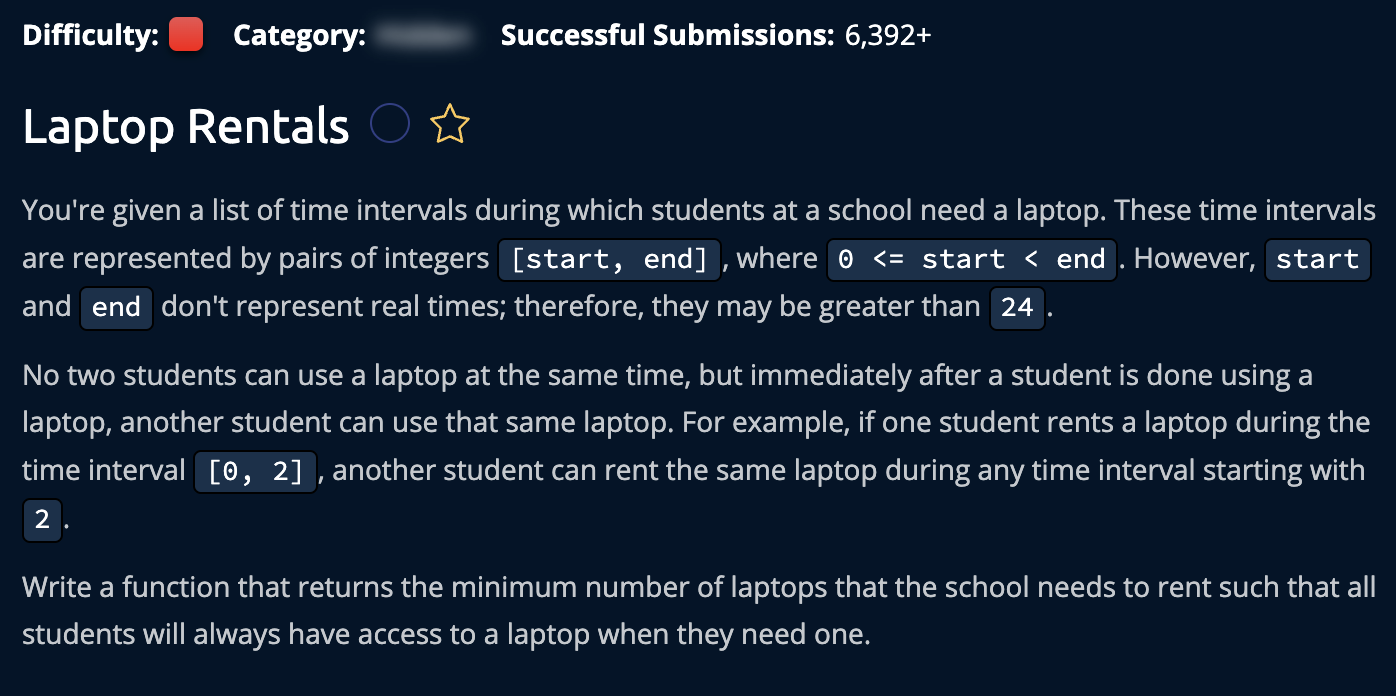 Difficulty: Category: Successful Submissions: 6,392+
Laptop Rentals
You're given a list of time intervals during which students at a school need a laptop. These time intervals
are represented by pairs of integers [start, end], where 0 <= start < end. However, start
and end don't represent real times; therefore, they may be greater than 24.
No two students can use a laptop at the same time, but immediately after a student is done using a
laptop, another student can use that same laptop. For example, if one student rents a laptop during the
time interval [0, 2], another student can rent the same laptop during any time interval starting with
2.
Write a function that returns the minimum number of laptops that the school needs to rent such that all
students will always have access to a laptop when they need one.